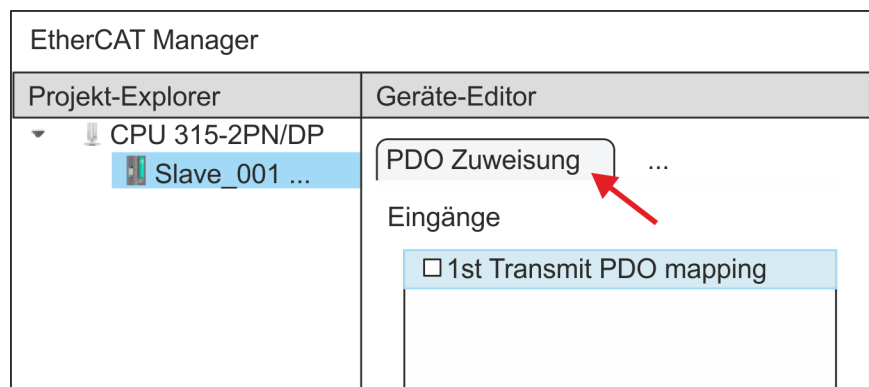 EtherCAT Manager
Projekt-Explorer
Geräte-Editor
CPU 315-2PN/DP
Slave_001 ...
PDO Zuweisung ...
Eingänge
1st Transmit PDO mapping